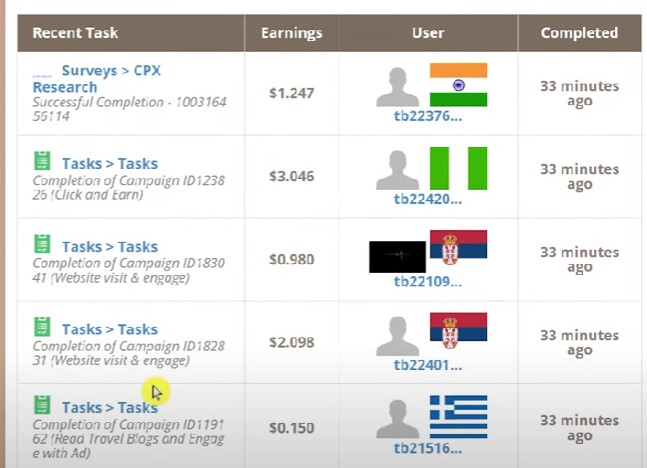 Recent Task Earnings User Completed
Surveys > CPX
Research
Successful Completion - 1003164
56114
$1.247
tb22376...
33 minutes
ago
Tasks > Tasks
Completion of Campaign ID1238
26 (Click and Earn)
$3.046
tb22420...
33 minutes
ago
Tasks > Tasks
Completion of Campaign ID1830
41 (Website visit & engage)
$0.980
tb22109...
33 minutes
ago
Tasks > Tasks
Completion of Campaign ID1828
31 (Website visit & engage)
$2.098
tb22401...
33 minutes
ago
Tasks > Tasks
Completion of Campaign ID1191
62 (Read Travel Blogs and Engag
e with Ad)
$0.150
tb21516...
33 minutes
ago